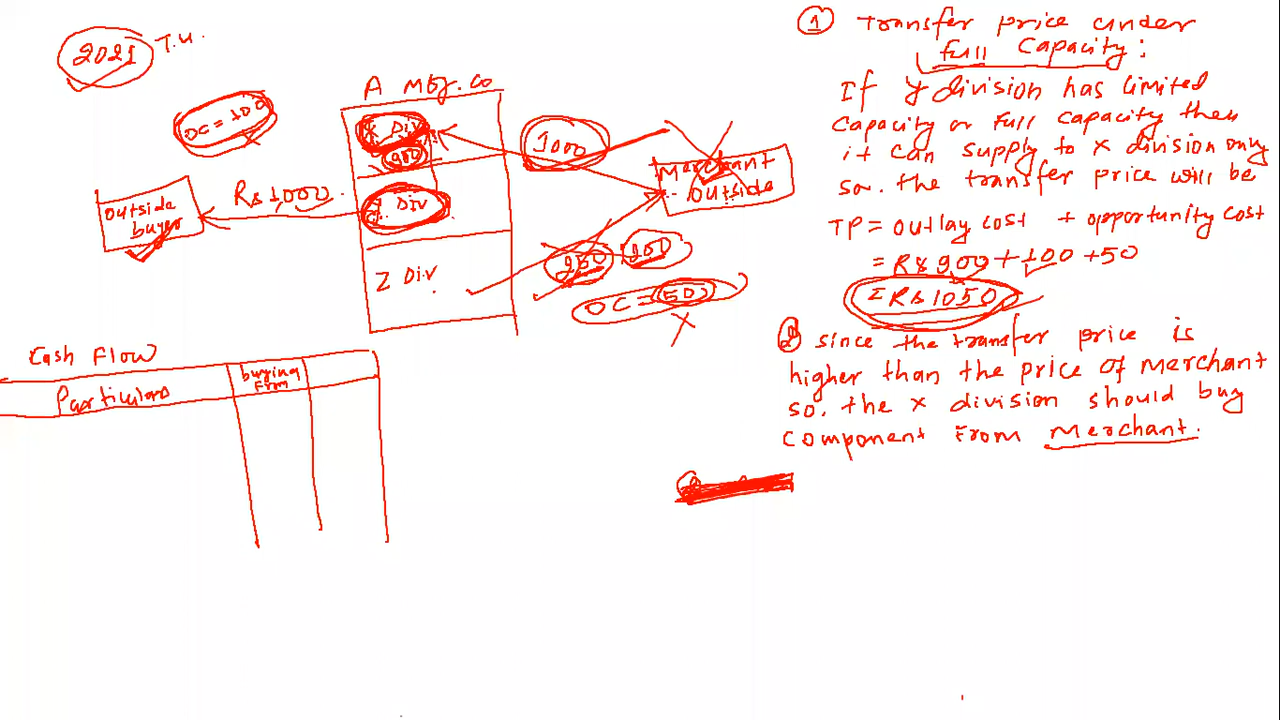 2021 T.U.
A Mfg. co
OC = 100
X Div
900
1000
Merchant
outside
Rs 1,000
outside
buyer
Y Div
Z Div
250 200
OC = 50
Cash Flow
Particulars
buying
From
① Transfer price under
full capacity:
If Y division has limited
capacity or full capacity then
it can supply to X division only
so. the transfer price will be
TP = outlay cost + opportunity cost
= Rs 900 + 100 + 50
= Rs 1050
② since the transfer price is
higher than the price of merchant
so. the X division should buy
component from Merchant.